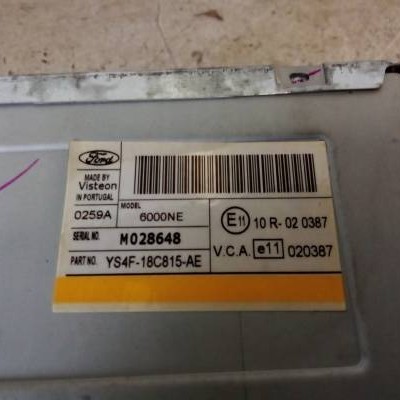 Ford
MADE BY
Visteon
IN PORTUGAL
0259A
MODEL
6000NE
SERIAL NO.
M028648
PART NO.
YS4F-18C815-AE
E11 10 R- 02 0387
V.C.A. e11 020387